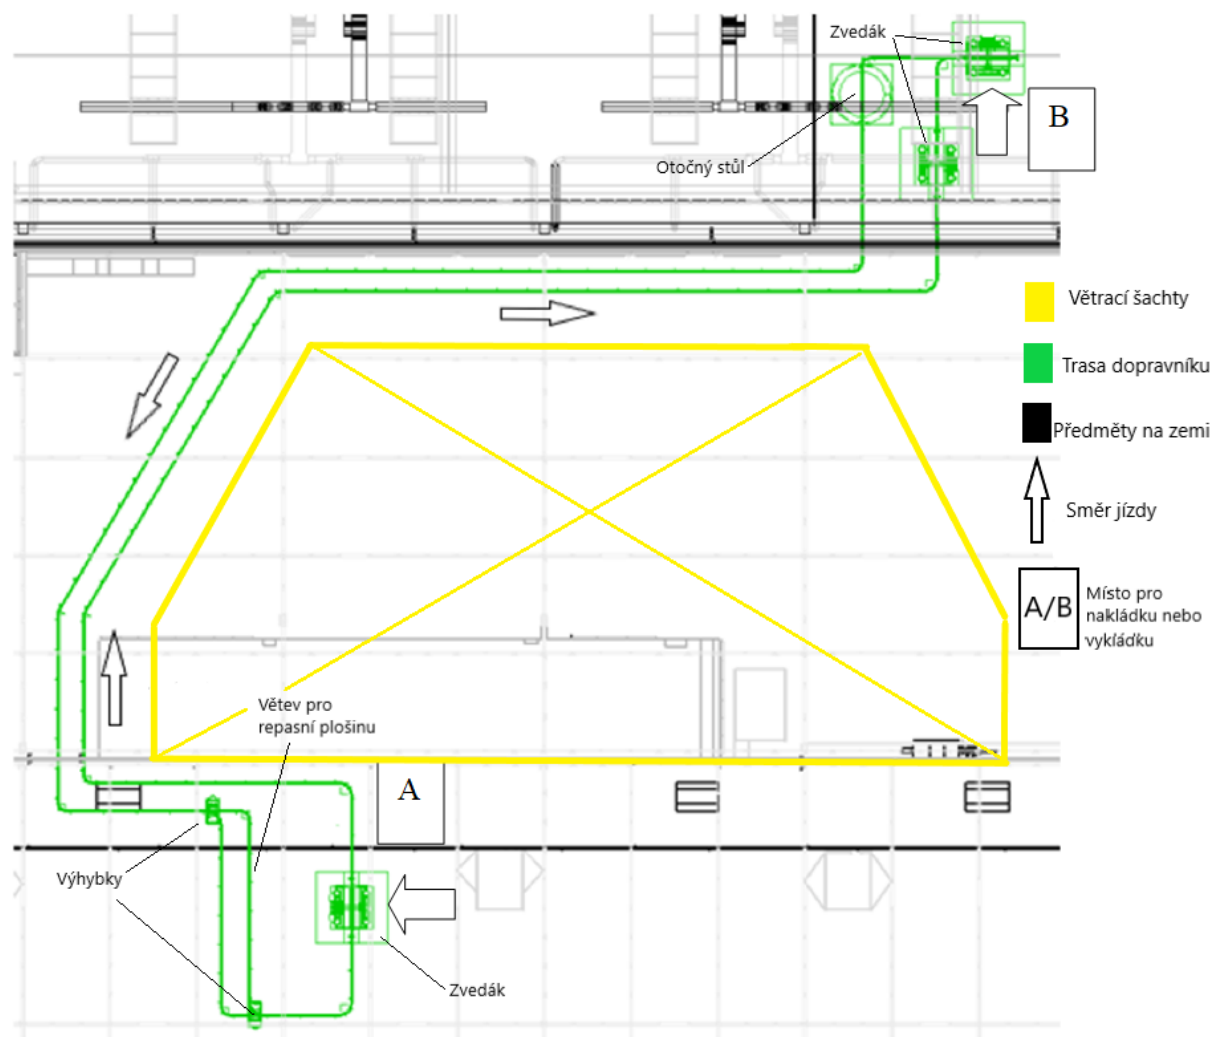 Zvedák
B
Otočný stůl
Větrací šachty
Trasa dopravníku
Předměty na zemi
Směr jízdy
A/B
Místo pro
nakládku nebo
vykládku
Větev pro
repasní plošinu
A
Výhybky
Zvedák